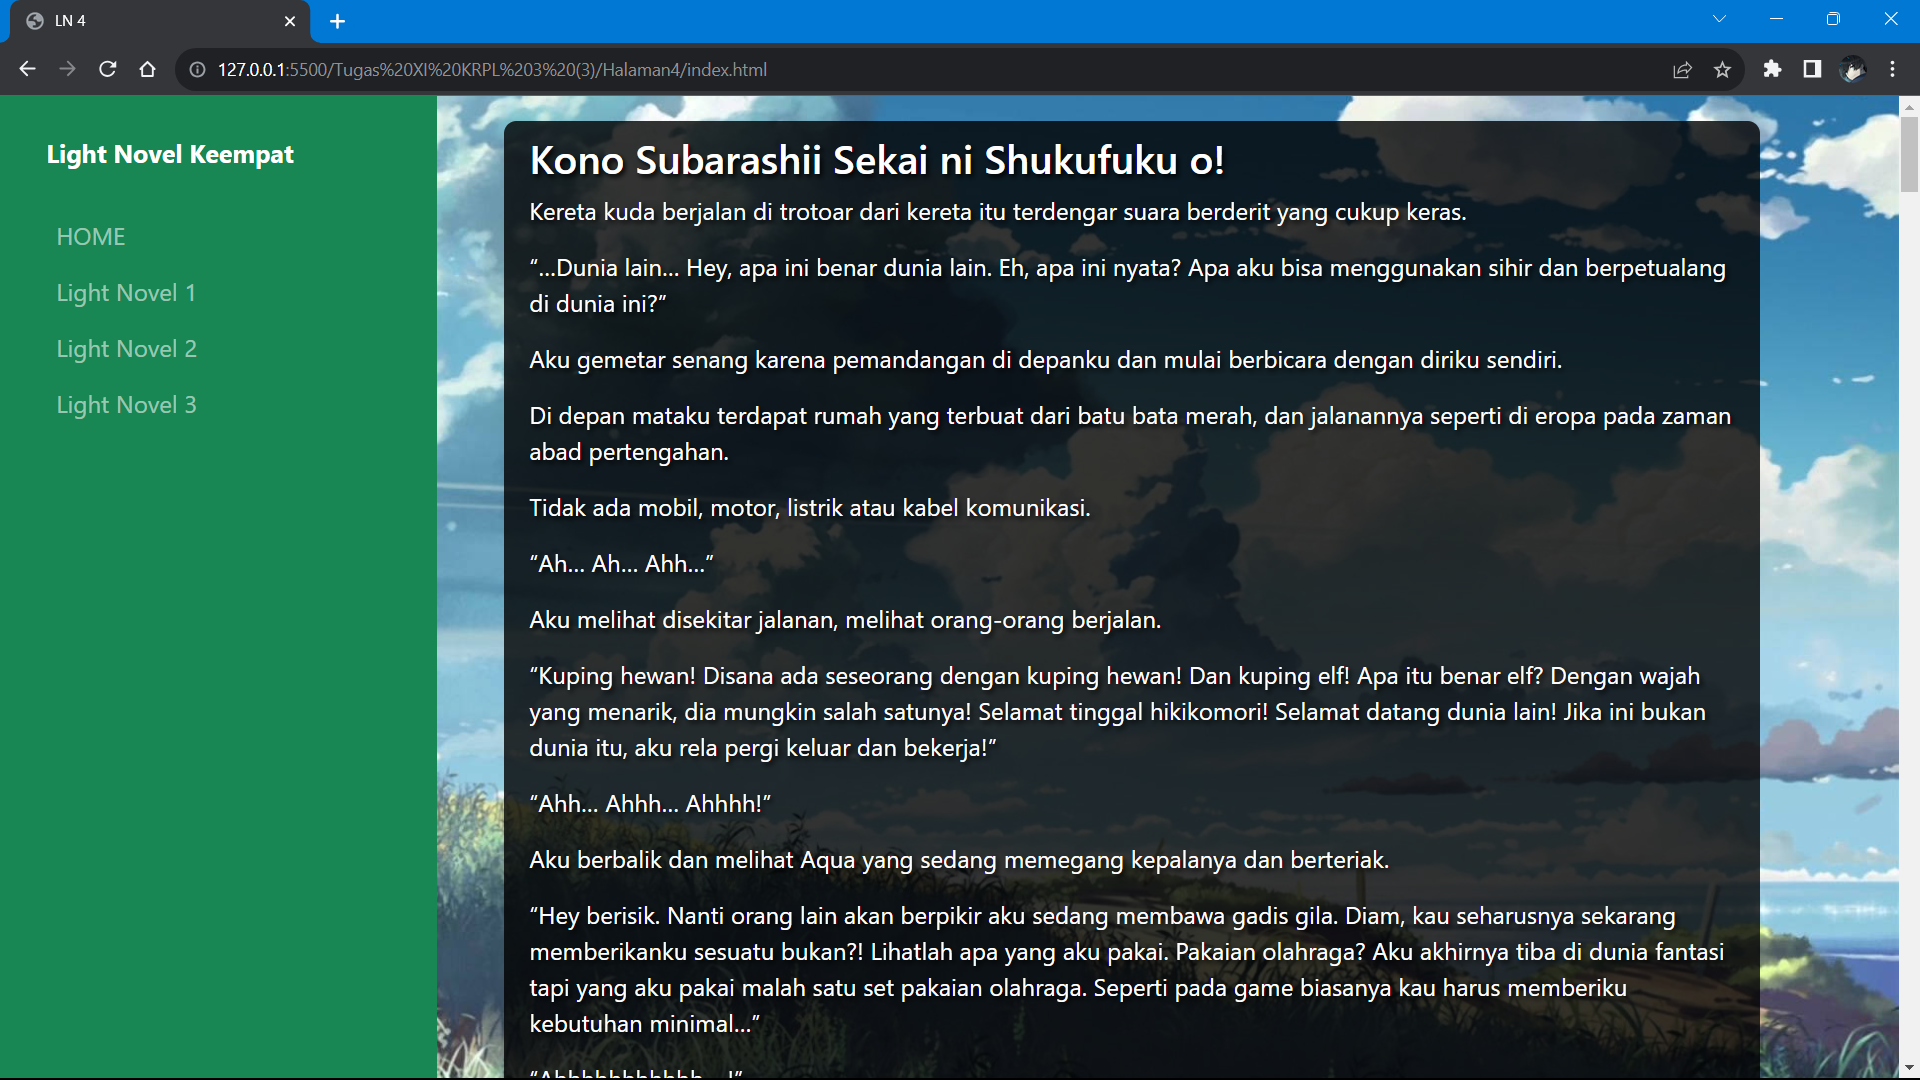 LN 4
127.0.0.1:5500/Tugas%20XI%20KRPL%203%20(3)/Halaman4/index.html
Light Novel Keempat
HOME
Light Novel 1
Light Novel 2
Light Novel 3
Kono Subarashii Sekai ni Shukufuku o!
Kereta kuda berjalan di trotoar dari kereta itu terdengar suara berderit yang cukup keras.
“...Dunia lain... Hey, apa ini benar dunia lain. Eh, apa ini nyata? Apa aku bisa menggunakan sihir dan berpetualang
di dunia ini?”
Aku gemetar senang karena pemandangan di depanku dan mulai berbicara dengan diriku sendiri.
Di depan mataku terdapat rumah yang terbuat dari batu bata merah, dan jalanannya seperti di eropa pada zaman
abad pertengahan.
Tidak ada mobil, motor, listrik atau kabel komunikasi.
“Ah... Ah... Ahh...”
Aku melihat disekitar jalanan, melihat orang-orang berjalan.
“Kuping hewan! Disana ada seseorang dengan kuping hewan! Dan kuping elf! Apa itu benar elf? Dengan wajah
yang menarik, dia mungkin salah satunya! Selamat tinggal hikikomori! Selamat datang dunia lain! Jika ini bukan
dunia itu, aku rela pergi keluar dan bekerja!”
“Ahh... Ahhh... Ahhhh!”
Aku berbalik dan melihat Aqua yang sedang memegang kepalanya dan berteriak.
“Hey berisik. Nanti orang lain akan berpikir aku sedang membawa gadis gila. Diam, kau seharusnya sekarang
memberikanku sesuatu bukan?! Lihatlah apa yang aku pakai. Pakaian olahraga? Aku akhirnya tiba di dunia fantasi
tapi yang aku pakai malah satu set pakaian olahraga. Seperti pada game biasanya kau harus memberiku
kebutuhan minimal...”